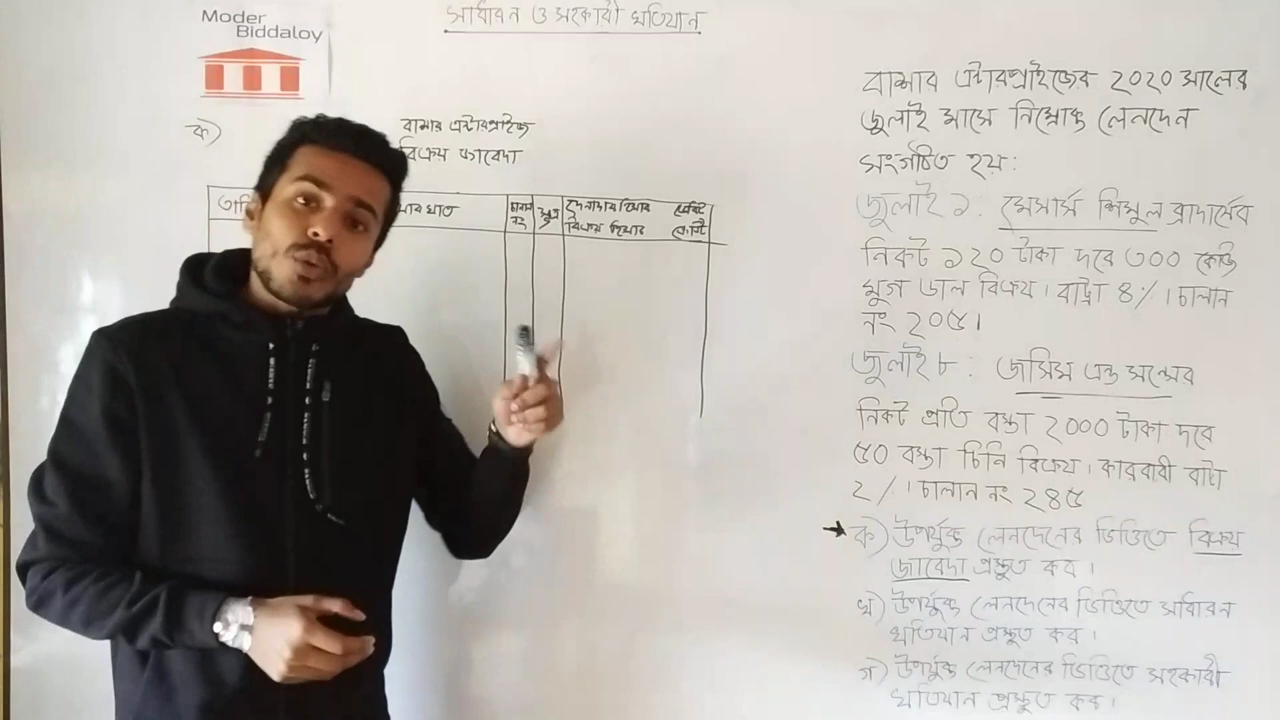 সাধারন ও সহকারী খতিয়ান
Moder
Biddaloy
ক)
বাসার এন্টারপ্রাইজ
বিক্রয় জাবেদা
তারি
চালান নং
সূত্র
দেনাদার হিসাব ডেবিট
বিক্রয় হিসাব ক্রেডিট
বাসার এন্টারপ্রাইজের ২০২০ সালের
জুলাই মাসে নিম্নোক্ত লেনদেন
সংগঠিত হয়:
জুলাই ১: মেসার্স শিমুল ব্রাদার্সের
নিকট ১২০ টাকা দরে ৩০০ কেজি
মুগ ডাল বিক্রয়। বাট্টা ৪%। চালান
নং ২০৫।
জুলাই ৮: জসিস এন্ড সন্সের
নিকট প্রতি বস্তা ২০০০ টাকা দরে
৫০ বস্তা চিনি বিক্রয়। কারবারী বাট্টা
২%। চালান নং ২৪৫
ক) উপর্যুক্ত লেনদেনের ভিত্তিতে বিক্রয়
জাবেদা প্রস্তুত কর।
খ) উপর্যুক্ত লেনদেনের ভিত্তিতে সাধারন
খতিয়ান প্রস্তুত কর।
গ) উপর্যুক্ত লেনদেনের ভিত্তিতে সহকারী
খতিয়ান প্রস্তুত কর।